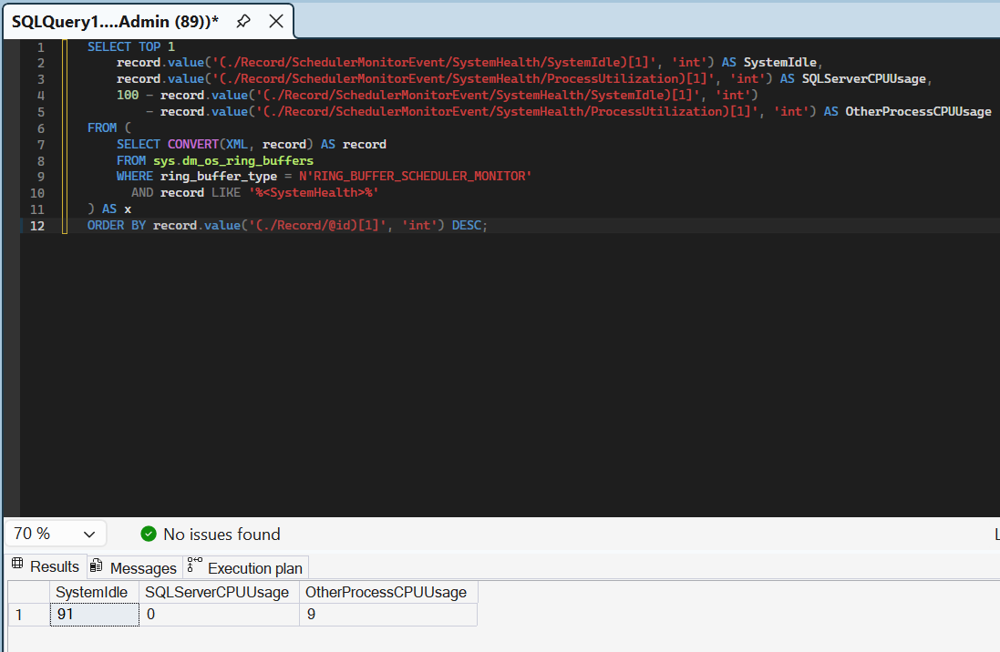 SQLQuery1....Admin (89))*
1 SELECT TOP 1
2 record.value('(./Record/SchedulerMonitorEvent/SystemHealth/SystemIdle)[1]', 'int') AS SystemIdle,
3 record.value('(./Record/SchedulerMonitorEvent/SystemHealth/ProcessUtilization)[1]', 'int') AS SQLServerCPUUsage,
4 100 - record.value('(./Record/SchedulerMonitorEvent/SystemHealth/SystemIdle)[1]', 'int')
5 - record.value('(./Record/SchedulerMonitorEvent/SystemHealth/ProcessUtilization)[1]', 'int') AS OtherProcessCPUUsage
6 FROM (
7 SELECT CONVERT(XML, record) AS record
8 FROM sys.dm_os_ring_buffers
9 WHERE ring_buffer_type = N'RING_BUFFER_SCHEDULER_MONITOR'
10 AND record LIKE '%<SystemHealth>%'
11 ) AS x
12 ORDER BY record.value('(./Record/@id)[1]', 'int') DESC;
70 % No issues found L
Results Messages Execution plan
SystemIdle SQLServerCPUUsage OtherProcessCPUUsage
1 91 0 9